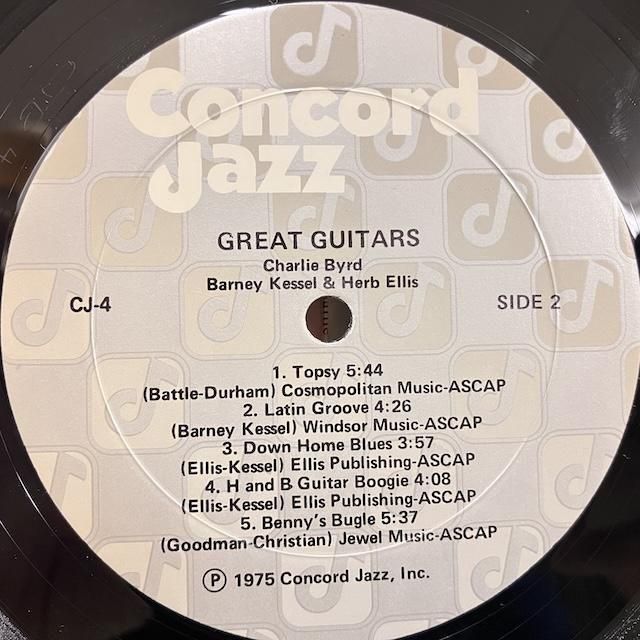 Concord
Jazz
GREAT GUITARS
Charlie Byrd
Barney Kessel & Herb Ellis
CJ-4
SIDE 2
1. Topsy 5:44
(Battle-Durham) Cosmopolitan Music-ASCAP
2. Latin Groove 4:26
(Barney Kessel) Windsor Music-ASCAP
3. Down Home Blues 3:57
(Ellis-Kessel) Ellis Publishing-ASCAP
4. H and B Guitar Boogie 4:08
(Ellis-Kessel) Ellis Publishing-ASCAP
5. Benny's Bugle 5:37
(Goodman-Christian) Jewel Music-ASCAP
℗ 1975 Concord Jazz, Inc.